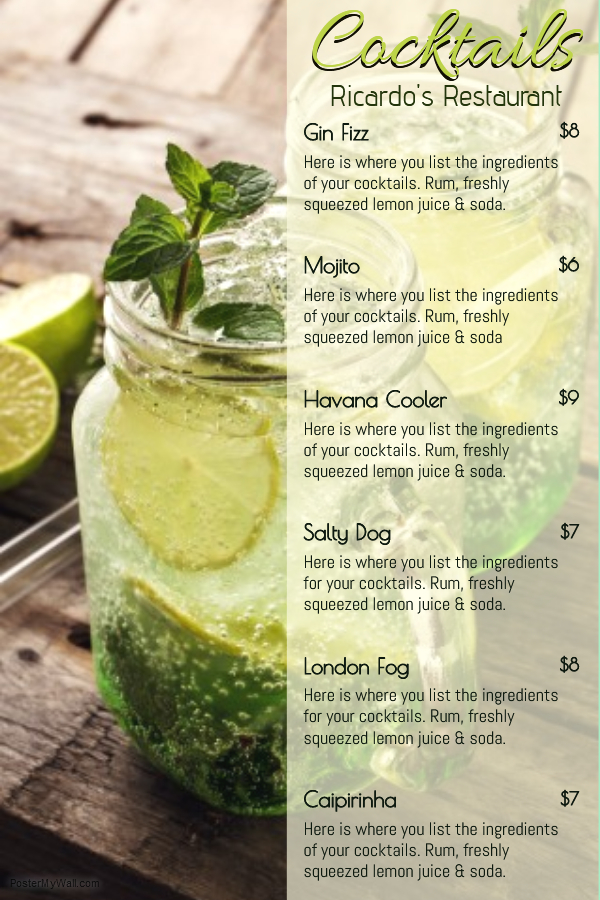 Cocktails
Ricardo's Restaurant
Gin Fizz $8
Here is where you list the ingredients
of your cocktails. Rum, freshly
squeezed lemon juice & soda.
Mojito $6
Here is where you list the ingredients
of your cocktails. Rum, freshly
squeezed lemon juice & soda
Havana Cooler $9
Here is where you list the ingredients
of your cocktails. Rum, freshly
squeezed lemon juice & soda.
Salty Dog $7
Here is where you list the ingredients
for your cocktails. Rum, freshly
squeezed lemon juice & soda.
London Fog $8
Here is where you list the ingredients
for your cocktails. Rum, freshly
squeezed lemon juice & soda.
Caipirinha $7
Here is where you list the ingredients
of your cocktails. Rum, freshly
squeezed lemon juice & soda.
PosterMyWall.com